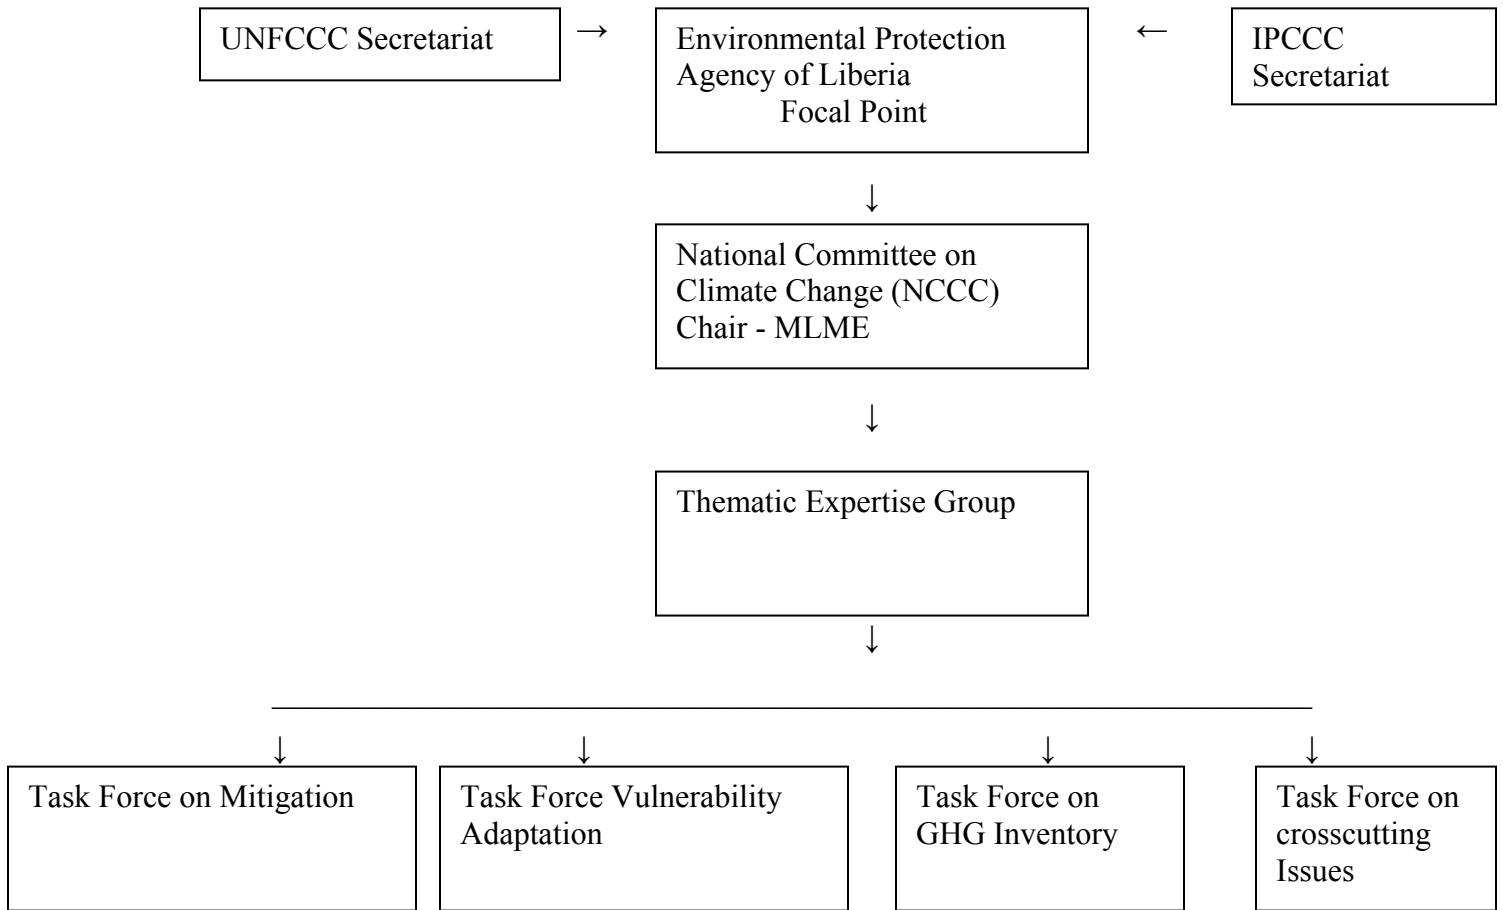 UNFCCC Secretariat
→
Environmental Protection
Agency of Liberia
Focal Point
←
IPCCC
Secretariat
↓
National Committee on
Climate Change (NCCC)
Chair - MLME
↓
Thematic Expertise Group
↓
↓ ↓ ↓ ↓
Task Force on Mitigation
Task Force Vulnerability
Adaptation
Task Force on
GHG Inventory
Task Force on
crosscutting
Issues